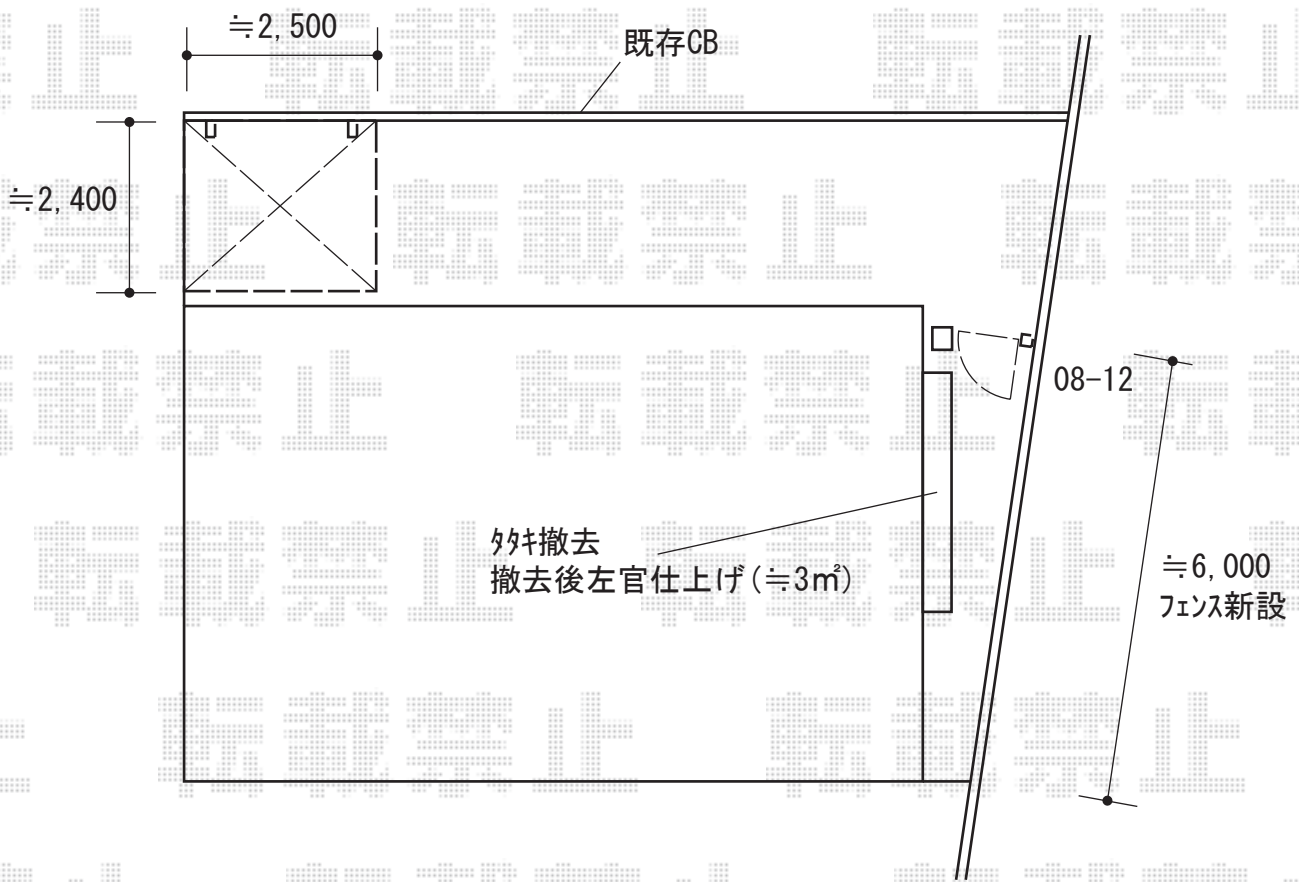 ≒2,500
既存CB
≒2,400
08-12
ﾀﾀｷ撤去
撤去後左官仕上げ(≒3㎡)
≒6,000
ﾌｪﾝｽ新設
転載禁止